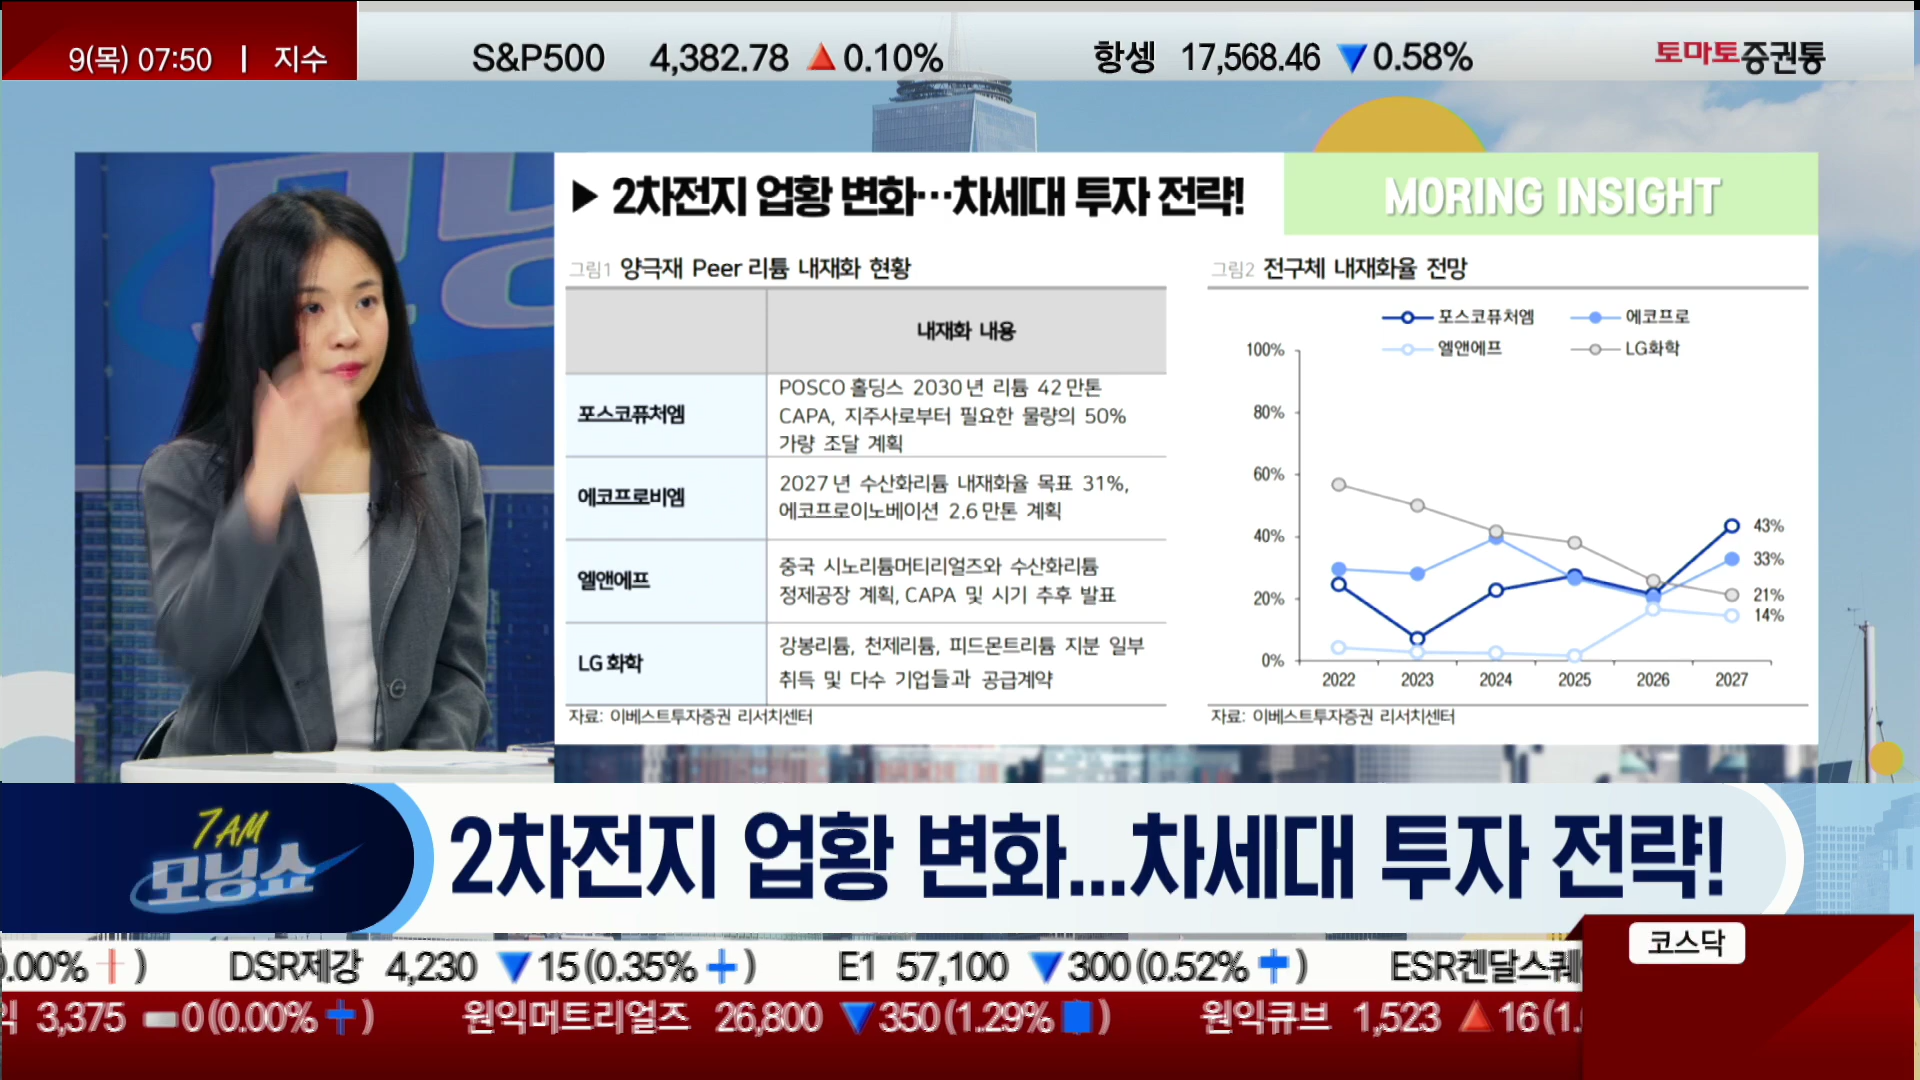 9(목) 07:50 | 지수
S&P500 4,382.78 ▲0.10%
항셍 17,568.46 ▼0.58%
토마토증권통
▶ 2차전지 업황 변화…차세대 투자 전략!
MORING INSIGHT
그림1 양극재 Peer 리튬 내재화 현황
내재화 내용
포스코퓨처엠
POSCO홀딩스 2030년 리튬 42만톤
CAPA, 지주사로부터 필요한 물량의 50%
가량 조달 계획
에코프로비엠
2027년 수산화리튬 내재화율 목표 31%,
에코프로이노베이션 2.6만톤 계획
엘앤에프
중국 시노리튬머티리얼즈와 수산화리튬
정제공장 계획, CAPA 및 시기 추후 발표
LG화학
강봉리튬, 천제리튬, 피드몬트리튬 지분 일부
취득 및 다수 기업들과 공급계약
자료: 이베스트투자증권 리서치센터
그림2 전구체 내재화율 전망
포스코퓨처엠 에코프로
엘앤에프 LG화학
100%
80%
60%
40%
20%
0%
43%
33%
21%
14%
2022 2023 2024 2025 2026 2027
자료: 이베스트투자증권 리서치센터
7AM
모닝쇼
2차전지 업황 변화...차세대 투자 전략!
0.00% ) DSR제강 4,230 ▼15(0.35% ) E1 57,100 ▼300(0.52% ) ESR켄달스퀘
코스닥
익 3,375 0(0.00% ) 원익머트리얼즈 26,800 ▼350(1.29% ) 원익큐브 1,523 ▲16(1.